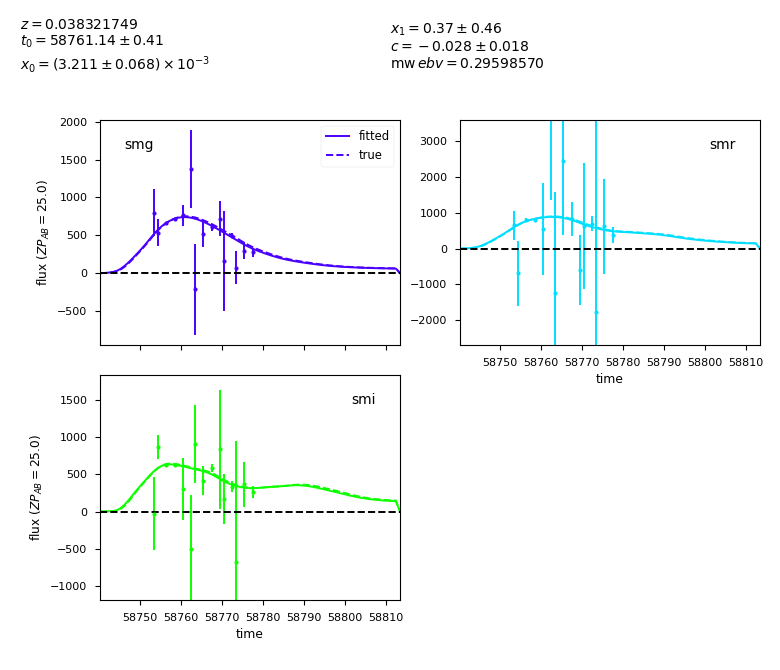 z = 0.038321749
t₀ = 58761.14 ± 0.41
x₀ = (3.211 ± 0.068) × 10⁻³
x₁ = 0.37 ± 0.46
c = −0.028 ± 0.018
mw ebv = 0.29598570
smg
fitted
true
2000
1500
1000
500
0
−500
flux (ZP_AB = 25.0)
smr
3000
2000
1000
0
−1000
−2000
58750 58760 58770 58780 58790 58800 58810
time
smi
1500
1000
500
0
−500
−1000
flux (ZP_AB = 25.0)
58750 58760 58770 58780 58790 58800 58810
time